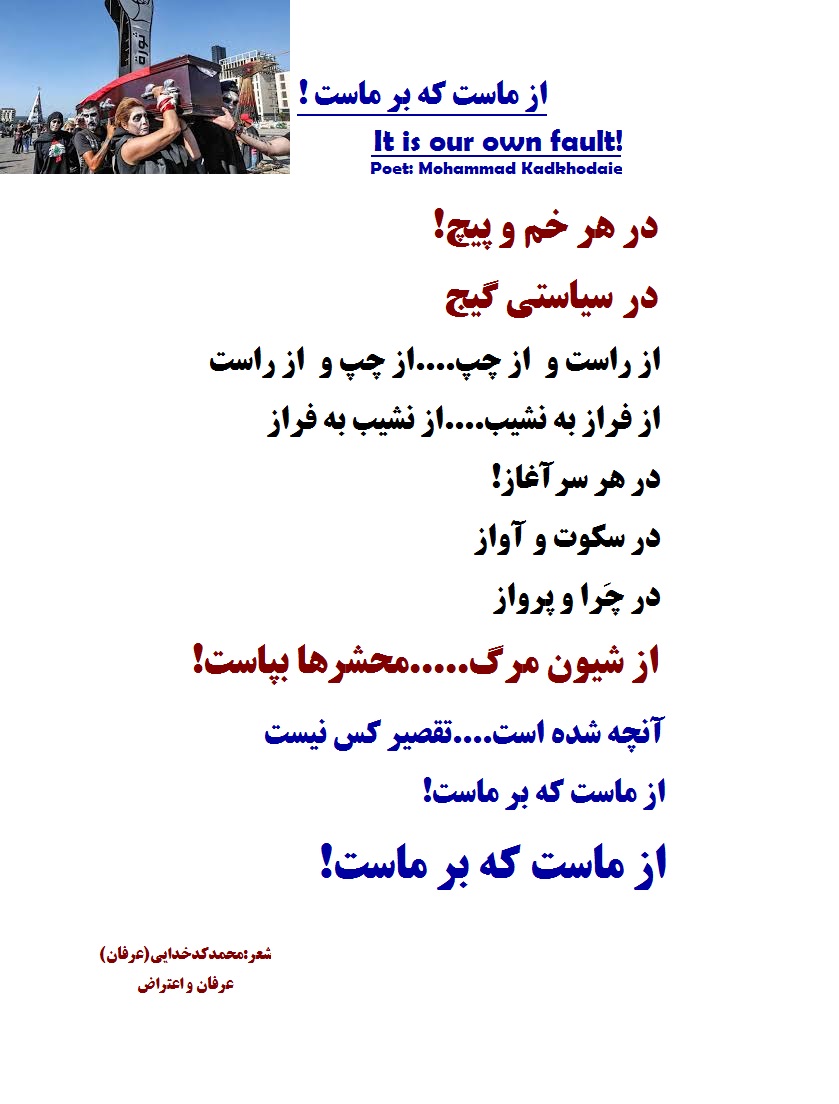 ثورة
از ماست که بر ماست !
It is our own fault!
Poet: Mohammad Kadkhodaie
در هر خم و پیچ!
در سیاستی گیج
از راست و از چپ....از چپ و از راست
از فراز به نشیب....از نشیب به فراز
در هر سرآغاز!
در سکوت و آواز
در چَرا و پرواز
از شیون مرگ.....محشرها بپاست!
آنچه شده است....تقصیر کس نیست
از ماست که بر ماست!
از ماست که بر ماست!
شعر:محمدکدخدایی(عرفان)
عرفان و اعتراض